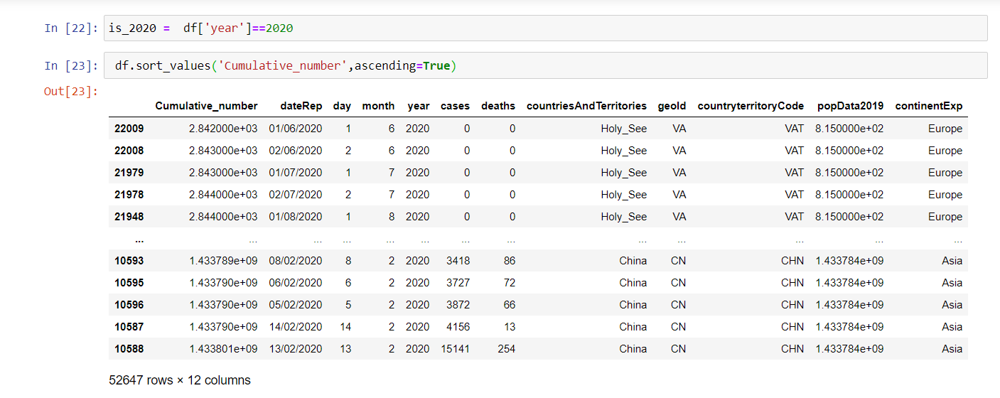 In [22]: is_2020 =  df['year']==2020
In [23]: df.sort_values('Cumulative_number',ascending=True)
Out[23]:
Cumulative_number dateRep day month year cases deaths countriesAndTerritories geoId countryterritoryCode popData2019 continentExp
22009 2.842000e+03 01/06/2020 1 6 2020 0 0 Holy_See VA VAT 8.150000e+02 Europe
22008 2.843000e+03 02/06/2020 2 6 2020 0 0 Holy_See VA VAT 8.150000e+02 Europe
21979 2.843000e+03 01/07/2020 1 7 2020 0 0 Holy_See VA VAT 8.150000e+02 Europe
21978 2.844000e+03 02/07/2020 2 7 2020 0 0 Holy_See VA VAT 8.150000e+02 Europe
21948 2.844000e+03 01/08/2020 1 8 2020 0 0 Holy_See VA VAT 8.150000e+02 Europe
... ... ... ... ... ... ... ... ... ... ... ... ...
10593 1.433789e+09 08/02/2020 8 2 2020 3418 86 China CN CHN 1.433784e+09 Asia
10595 1.433790e+09 06/02/2020 6 2 2020 3727 72 China CN CHN 1.433784e+09 Asia
10596 1.433790e+09 05/02/2020 5 2 2020 3872 66 China CN CHN 1.433784e+09 Asia
10587 1.433790e+09 14/02/2020 14 2 2020 4156 13 China CN CHN 1.433784e+09 Asia
10588 1.433801e+09 13/02/2020 13 2 2020 15141 254 China CN CHN 1.433784e+09 Asia
52647 rows × 12 columns